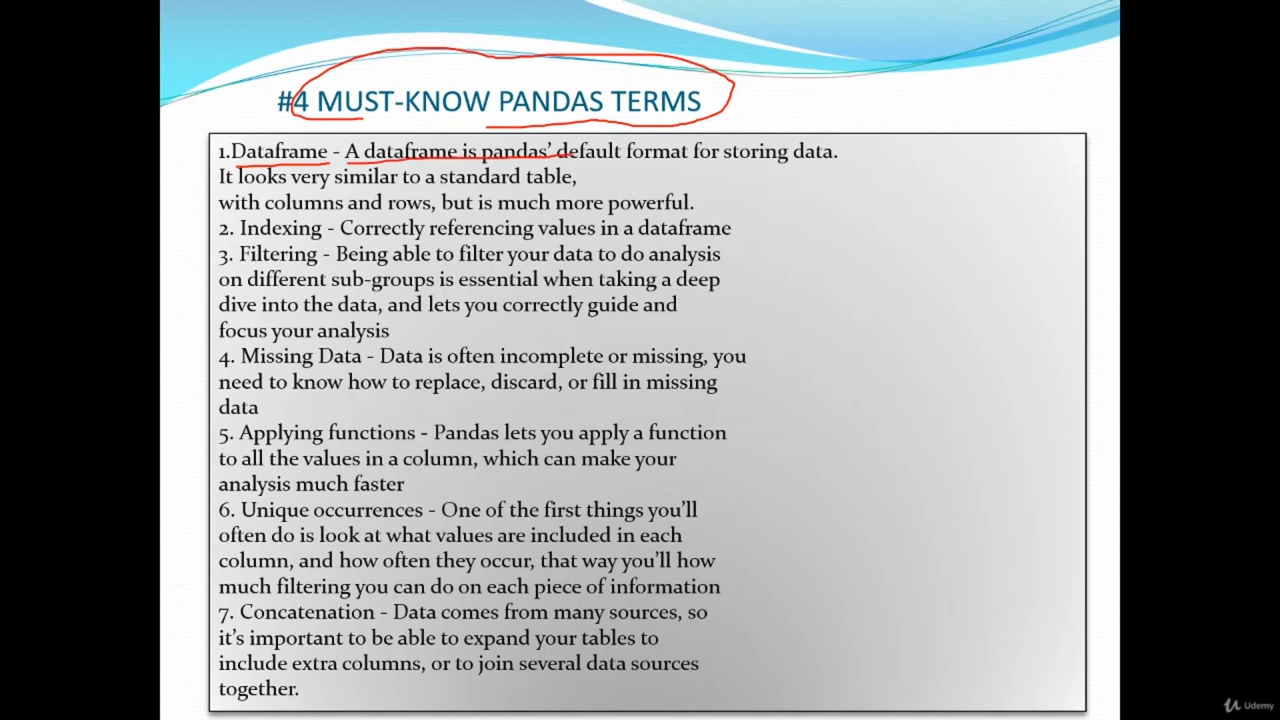 #4 MUST-KNOW PANDAS TERMS
1.Dataframe - A dataframe is pandas’ default format for storing data.
It looks very similar to a standard table,
with columns and rows, but is much more powerful.
2. Indexing - Correctly referencing values in a dataframe
3. Filtering - Being able to filter your data to do analysis
on different sub-groups is essential when taking a deep
dive into the data, and lets you correctly guide and
focus your analysis
4. Missing Data - Data is often incomplete or missing, you
need to know how to replace, discard, or fill in missing
data
5. Applying functions - Pandas lets you apply a function
to all the values in a column, which can make your
analysis much faster
6. Unique occurrences - One of the first things you’ll
often do is look at what values are included in each
column, and how often they occur, that way you’ll how
much filtering you can do on each piece of information
7. Concatenation - Data comes from many sources, so
it’s important to be able to expand your tables to
include extra columns, or to join several data sources
together.
Udemy